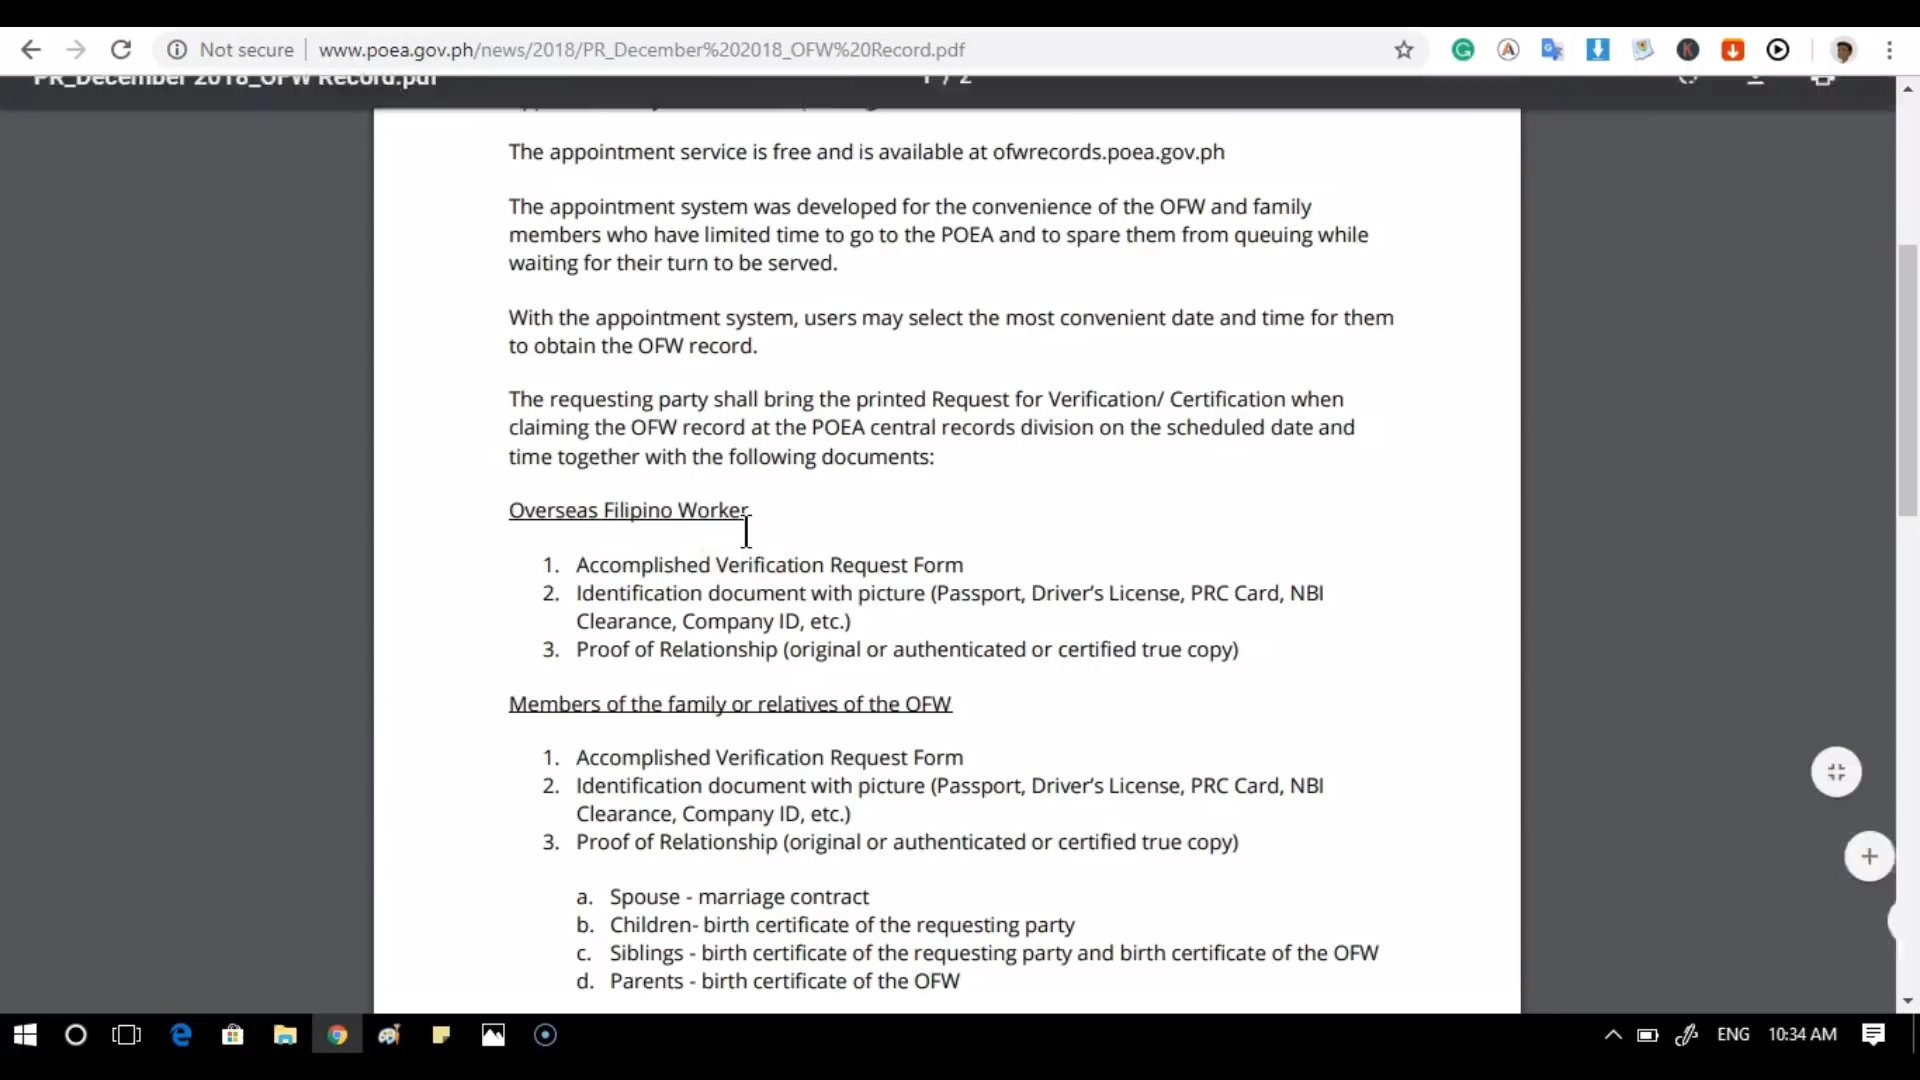 Not secure
www.poea.gov.ph/news/2018/PR_December%202018_OFW%20Record.pdf
PR_December 2018_OFW Record.pdf
1 / 2
The appointment service is free and is available at ofwrecords.poea.gov.ph
The appointment system was developed for the convenience of the OFW and family
members who have limited time to go to the POEA and to spare them from queuing while
waiting for their turn to be served.
With the appointment system, users may select the most convenient date and time for them
to obtain the OFW record.
The requesting party shall bring the printed Request for Verification/ Certification when
claiming the OFW record at the POEA central records division on the scheduled date and
time together with the following documents:
Overseas Filipino Worker
1. Accomplished Verification Request Form
2. Identification document with picture (Passport, Driver’s License, PRC Card, NBI
Clearance, Company ID, etc.)
3. Proof of Relationship (original or authenticated or certified true copy)
Members of the family or relatives of the OFW
1. Accomplished Verification Request Form
2. Identification document with picture (Passport, Driver’s License, PRC Card, NBI
Clearance, Company ID, etc.)
3. Proof of Relationship (original or authenticated or certified true copy)
a. Spouse - marriage contract
b. Children- birth certificate of the requesting party
c. Siblings - birth certificate of the requesting party and birth certificate of the OFW
d. Parents - birth certificate of the OFW
ENG
10:34 AM